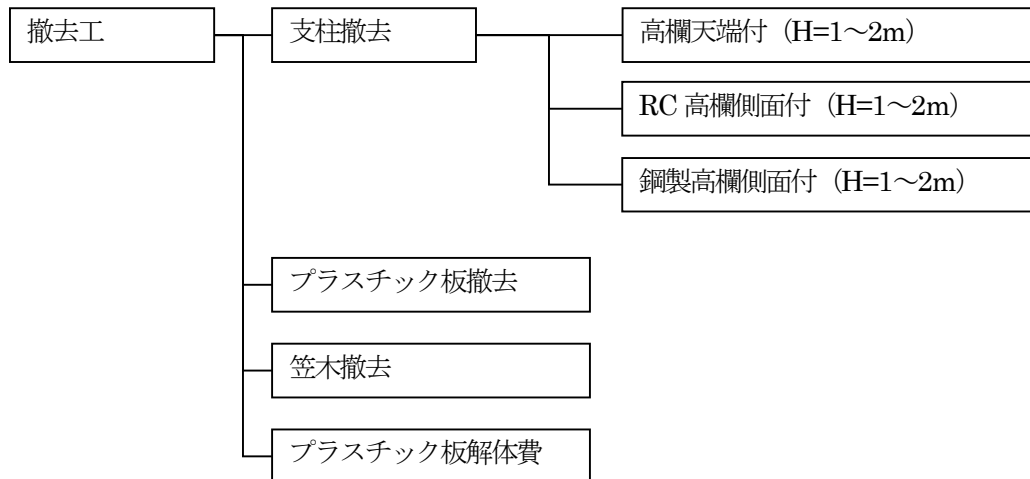 撤去工
支柱撤去
高欄天端付（H=1～2m）
RC 高欄側面付（H=1～2m）
鋼製高欄側面付（H=1～2m）
プラスチック板撤去
笠木撤去
プラスチック板解体費